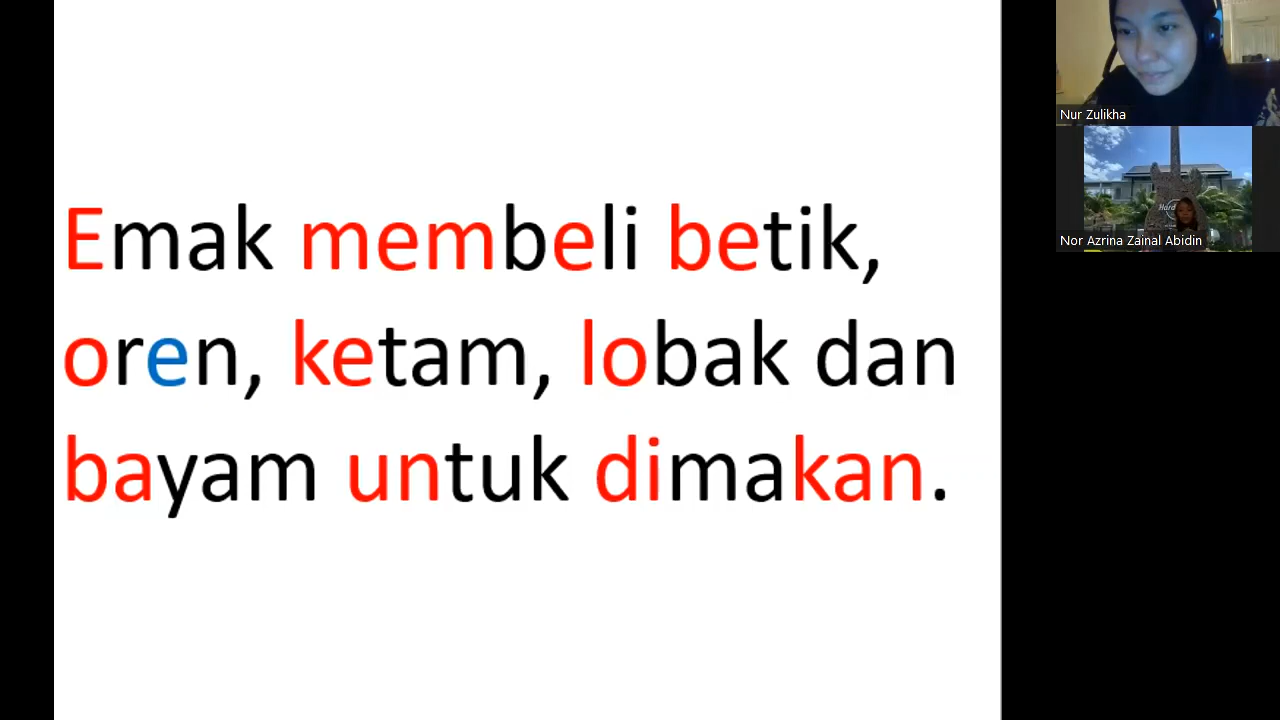 Emak membeli betik,
oren, ketam, lobak dan
bayam untuk dimakan.
Nur Zulikha
Nor Azrina Zainal Abidin